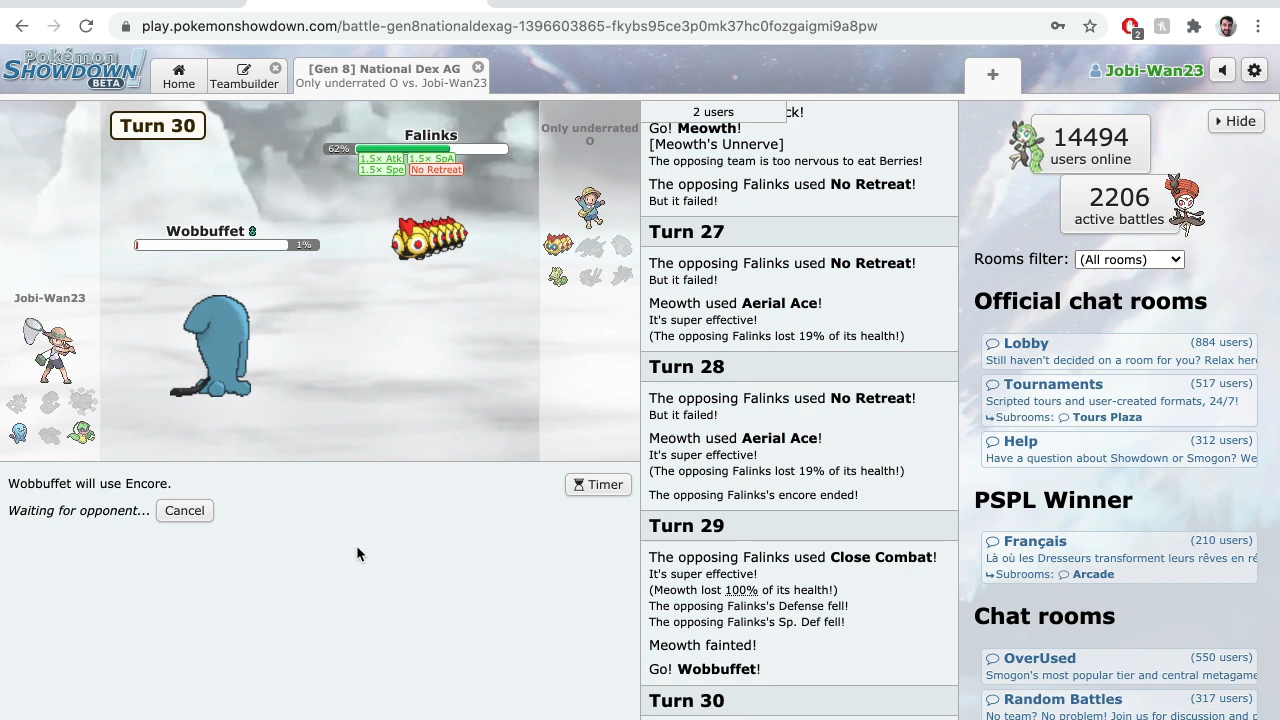 play.pokemonshowdown.com/battle-gen8nationaldexag-1396603865-fkybs95ce3p0mk37hc0fozgaigmi9a8pw
2
Pokémon
SHOWDOWN!
BETA
Home
Teambuilder
[Gen 8] National Dex AG
Only underrated O vs. Jobi-Wan23
+
Jobi-Wan23
Turn 30
Falinks
62%
1.5× Atk 1.5× SpA
1.5× Spe No Retreat
Wobbuffet 8
1%
Jobi-Wan23
Only underrated
O
Wobbuffet will use Encore.
Waiting for opponent... Cancel
Timer
2 users
ck!
Go! Meowth!
[Meowth's Unnerve]
The opposing team is too nervous to eat Berries!
The opposing Falinks used No Retreat!
But it failed!
Turn 27
The opposing Falinks used No Retreat!
But it failed!
Meowth used Aerial Ace!
It's super effective!
(The opposing Falinks lost 19% of its health!)
Turn 28
The opposing Falinks used No Retreat!
But it failed!
Meowth used Aerial Ace!
It's super effective!
(The opposing Falinks lost 19% of its health!)
The opposing Falinks's encore ended!
Turn 29
The opposing Falinks used Close Combat!
It's super effective!
(Meowth lost 100% of its health!)
The opposing Falinks's Defense fell!
The opposing Falinks's Sp. Def fell!
Meowth fainted!
Go! Wobbuffet!
Turn 30
Hide
14494
users online
2206
active battles
Rooms filter: (All rooms)
Official chat rooms
Lobby (884 users)
Still haven't decided on a room for you? Relax here
Tournaments (517 users)
Scripted tours and user-created formats, 24/7!
Subrooms: Tours Plaza
Help (312 users)
Have a question about Showdown or Smogon? We
PSPL Winner
Français (210 users)
Là où les Dresseurs transforment leurs rêves en ré
Subrooms: Arcade
Chat rooms
OverUsed (550 users)
Smogon's most popular tier and central metagame
Random Battles (317 users)
No team? No problem! Join us for discussion and p